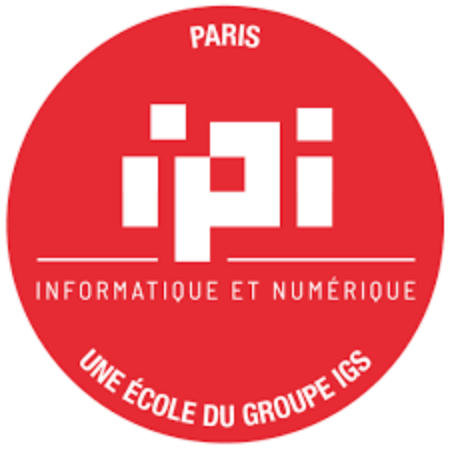 PARIS
ipi
INFORMATIQUE ET NUMÉRIQUE
UNE ÉCOLE DU GROUPE IGS